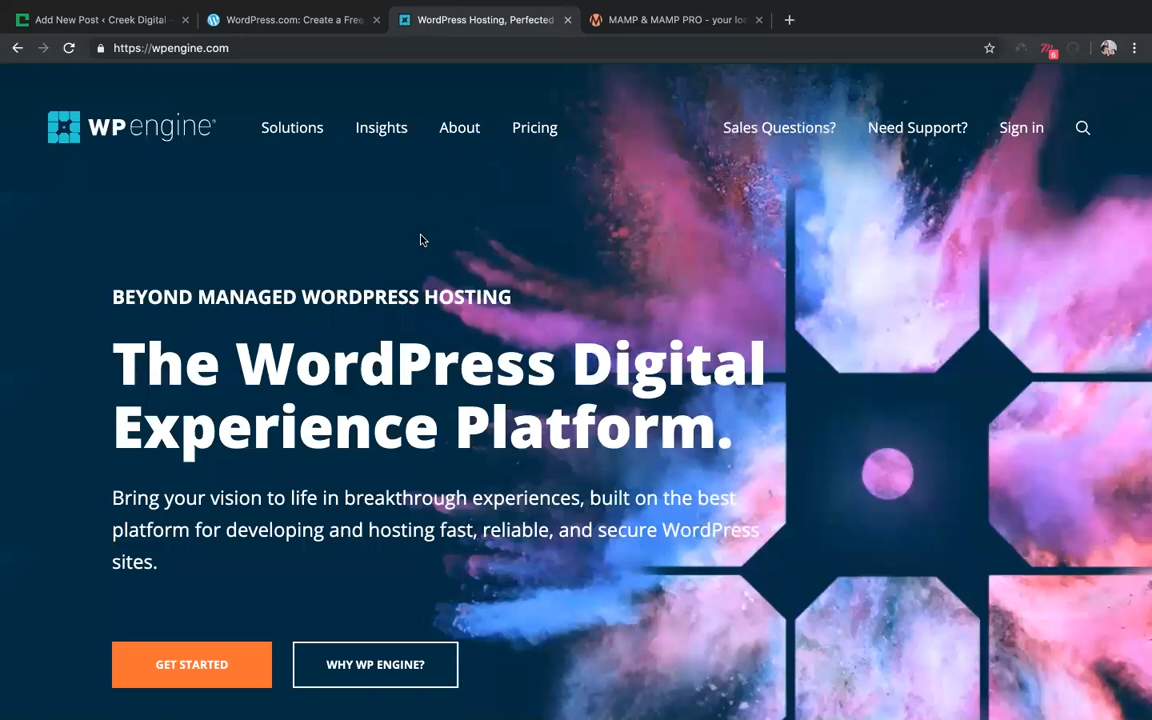 Add New Post ‹ Creek Digital
WordPress.com: Create a Free
WordPress Hosting, Perfected
MAMP & MAMP PRO - your lo
https://wpengine.com
6
WP engine®
Solutions
Insights
About
Pricing
Sales Questions?
Need Support?
Sign in
BEYOND MANAGED WORDPRESS HOSTING
The WordPress Digital
Experience Platform.
Bring your vision to life in breakthrough experiences, built on the best
platform for developing and hosting fast, reliable, and secure WordPress
sites.
GET STARTED
WHY WP ENGINE?